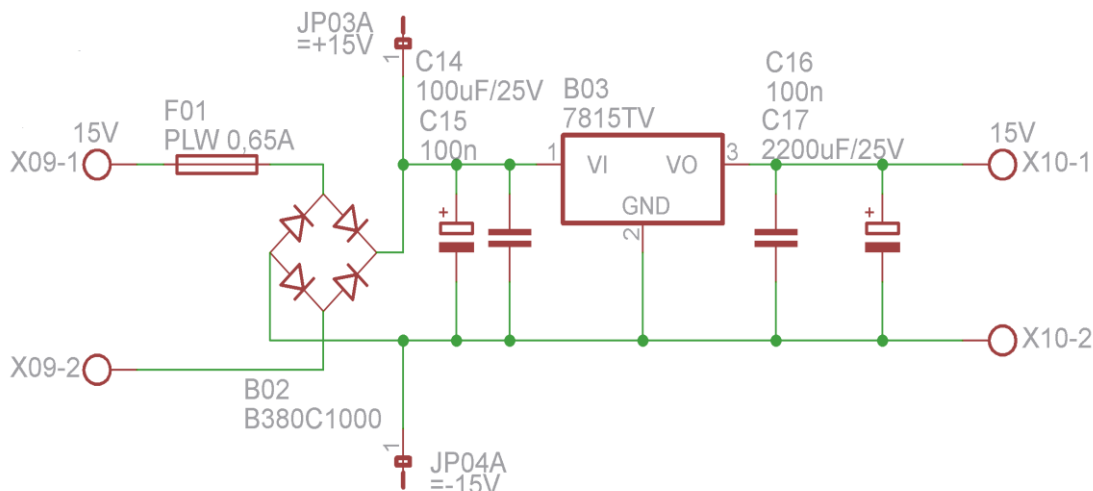 JP03A
=+15V
1
C14
100uF/25V
C15
100n
B03
7815TV
C16
100n
C17
2200uF/25V
F01
PLW 0,65A
15V
X09-1
1
VI
VO
3
GND
2
15V
X10-1
X09-2
X10-2
B02
B380C1000
1
JP04A
=-15V
+
+